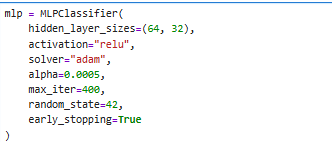 mlp = MLPClassifier(
    hidden_layer_sizes=(64, 32),
    activation="relu",
    solver="adam",
    alpha=0.0005,
    max_iter=400,
    random_state=42,
    early_stopping=True
)